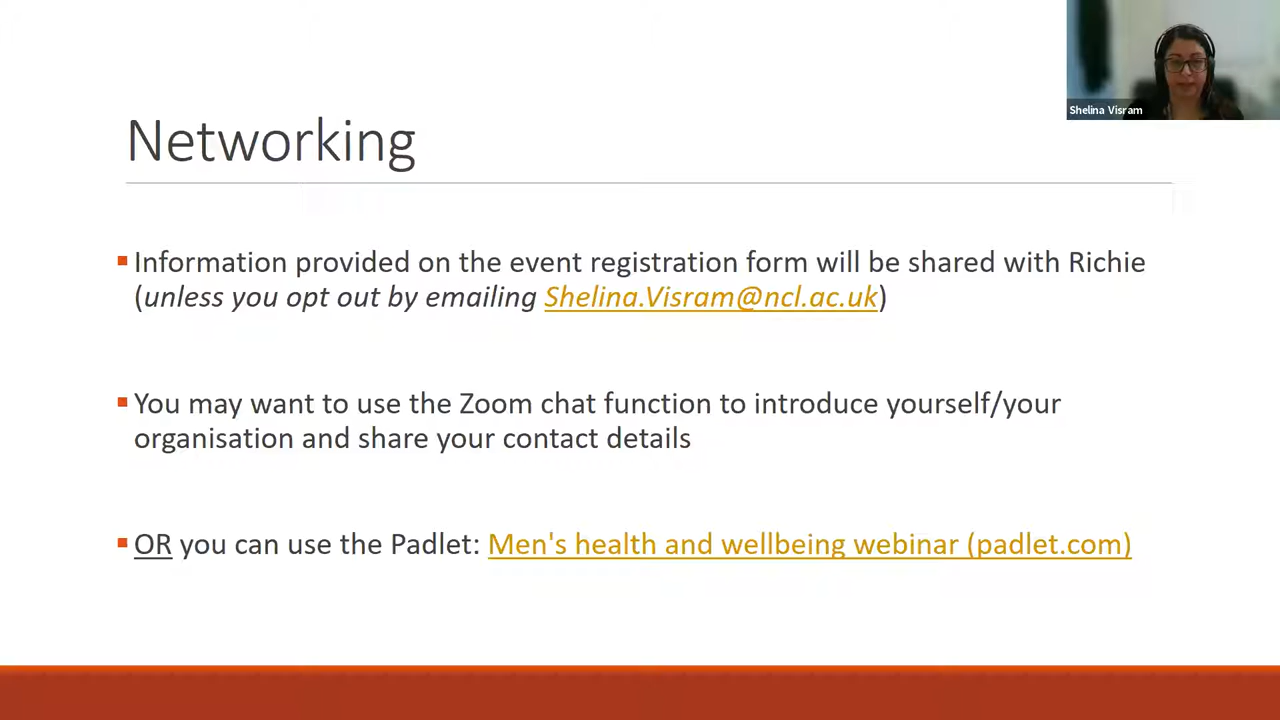 Shelina Visram
Networking
Information provided on the event registration form will be shared with Richie
(unless you opt out by emailing Shelina.Visram@ncl.ac.uk)
You may want to use the Zoom chat function to introduce yourself/your
organisation and share your contact details
OR you can use the Padlet: Men's health and wellbeing webinar (padlet.com)